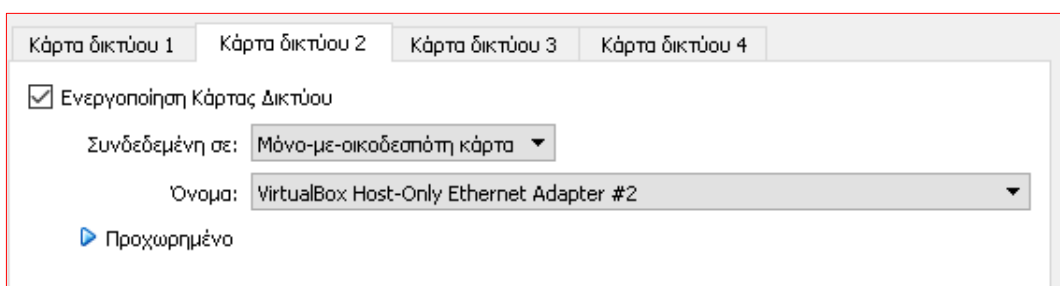 Κάρτα δικτύου 1 Κάρτα δικτύου 2 Κάρτα δικτύου 3 Κάρτα δικτύου 4
Ενεργοποίηση Κάρτας Δικτύου
Συνδεδεμένη σε: Μόνο-με-οικοδεσπότη κάρτα
Όνομα: VirtualBox Host-Only Ethernet Adapter #2
Προχωρημένο